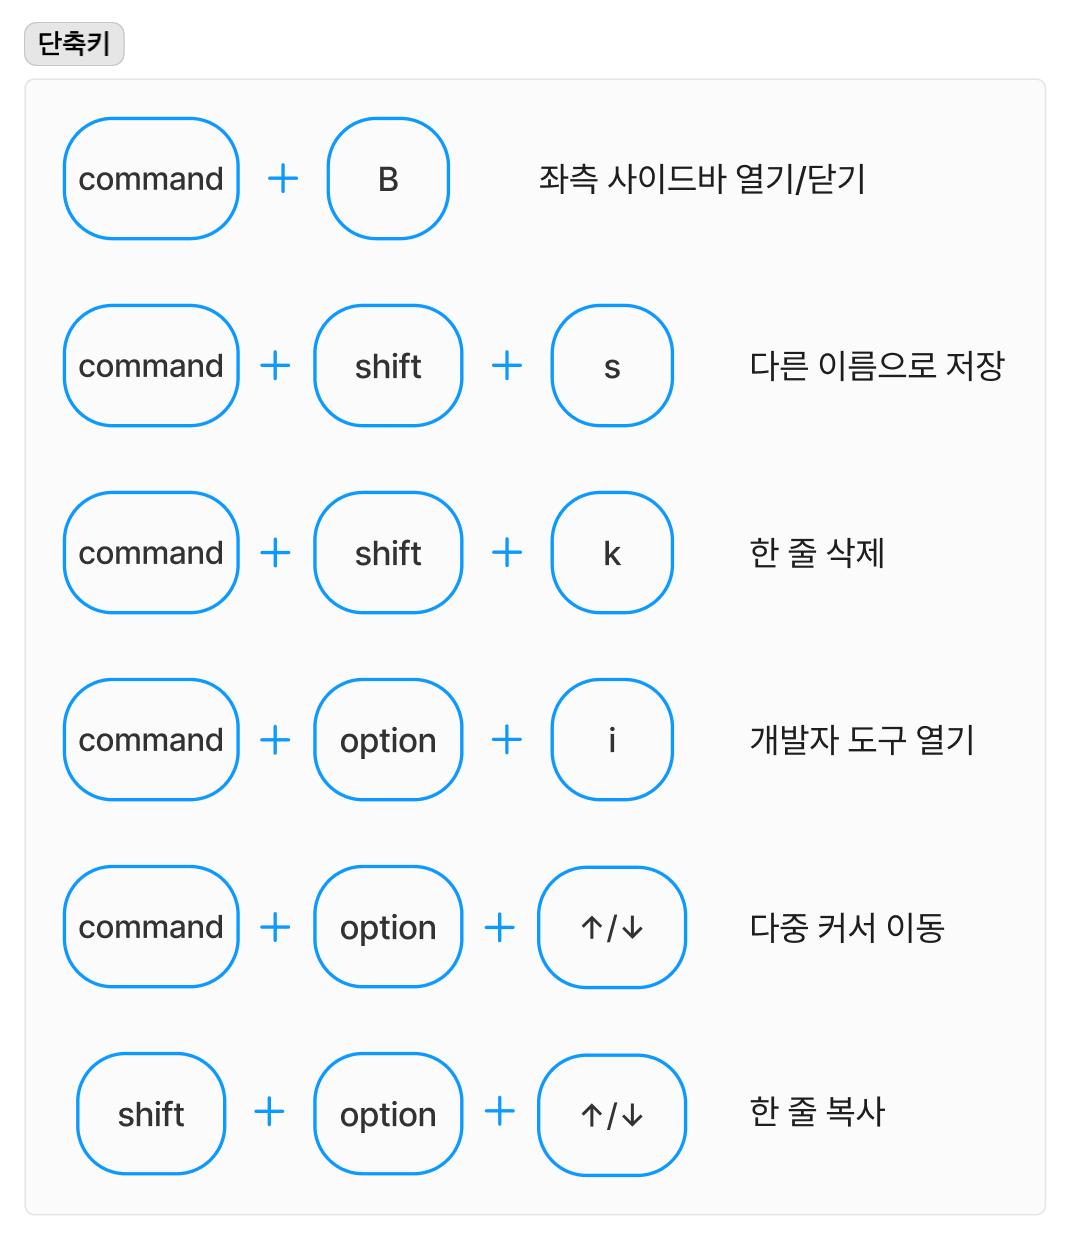 단축키
command + B 좌측 사이드바 열기/닫기
command + shift + s 다른 이름으로 저장
command + shift + k 한 줄 삭제
command + option + i 개발자 도구 열기
command + option + ↑/↓ 다중 커서 이동
shift + option + ↑/↓ 한 줄 복사